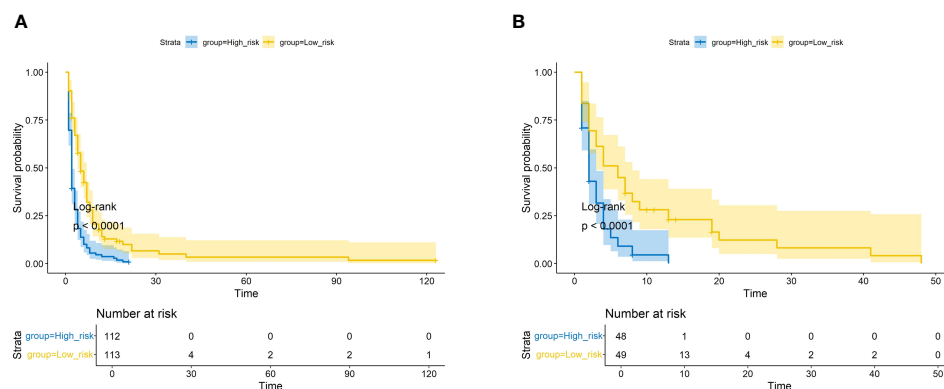 A
Strata group=High_risk group=Low_risk
1.00
0.75
0.50
0.25
0.00
Survival probability
Log-rank
p < 0.0001
0 30 60 90 120
Time
Number at risk
Strata
group=High_risk 112 0 0 0 0
group=Low_risk 113 4 2 2 1
0 30 60 90 120
Time
B
Strata group=High_risk group=Low_risk
1.00
0.75
0.50
0.25
0.00
Survival probability
Log-rank
p < 0.0001
0 10 20 30 40 50
Time
Number at risk
Strata
group=High_risk 48 1 0 0 0 0
group=Low_risk 49 13 4 2 2 0
0 10 20 30 40 50
Time